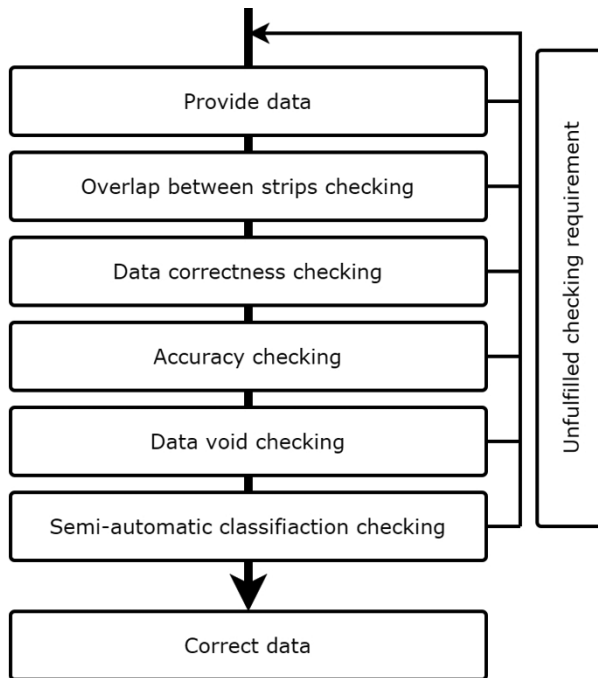 Provide data
Overlap between strips checking
Data correctness checking
Accuracy checking
Data void checking
Semi-automatic classifiaction checking
Correct data
Unfulfilled checking requirement